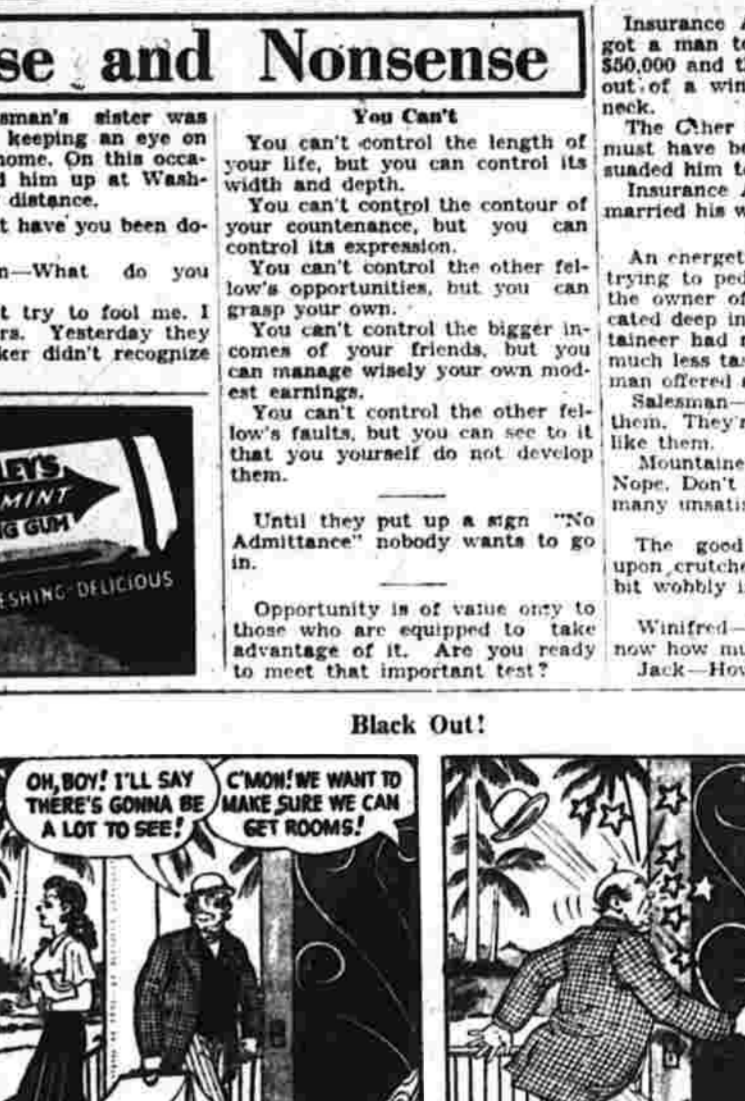 se and Nonsense
sman's sister was
keeping an eye on
home. On this occa-
d him up at Wash-
distance.
t have you been do-
n—What do you
t try to fool me. I
rs. Yesterday they
ker didn't recognize
LEY'S
MINT
G GUM
ESHING-DELICIOUS
You Can't
You can't control the length of
your life, but you can control its
width and depth.
You can't control the contour of
your countenance, but you can
control its expression.
You can't control the other fel-
low's opportunities, but you can
grasp your own.
You can't control the bigger in-
comes of your friends, but you
can manage wisely your own mod-
est earnings.
You can't control the other fel-
low's faults, but you can see to it
that you yourself do not develop
them.
Until they put up a sign "No
Admittance" nobody wants to go
in.
Opportunity is of value only to
those who are equipped to take
advantage of it. Are you ready
to meet that important test?
Insurance A
got a man to
$50,000 and th
out of a win
neck.
The Other
must have be
suaded him to
Insurance A
married his w
An energet
trying to ped
the owner of
cated deep in
taineer had n
much less tas
man offered a
Salesman—
them. They'r
like them.
Mountaine
Nope. Don't
many unsatis
The good
upon crutche
bit wobbly i
Winifred—
now how mu
Jack—How
Black Out!
OH, BOY! I'LL SAY
THERE'S GONNA BE
A LOT TO SEE!
C'MON! WE WANT TO
MAKE SURE WE CAN
GET ROOMS!